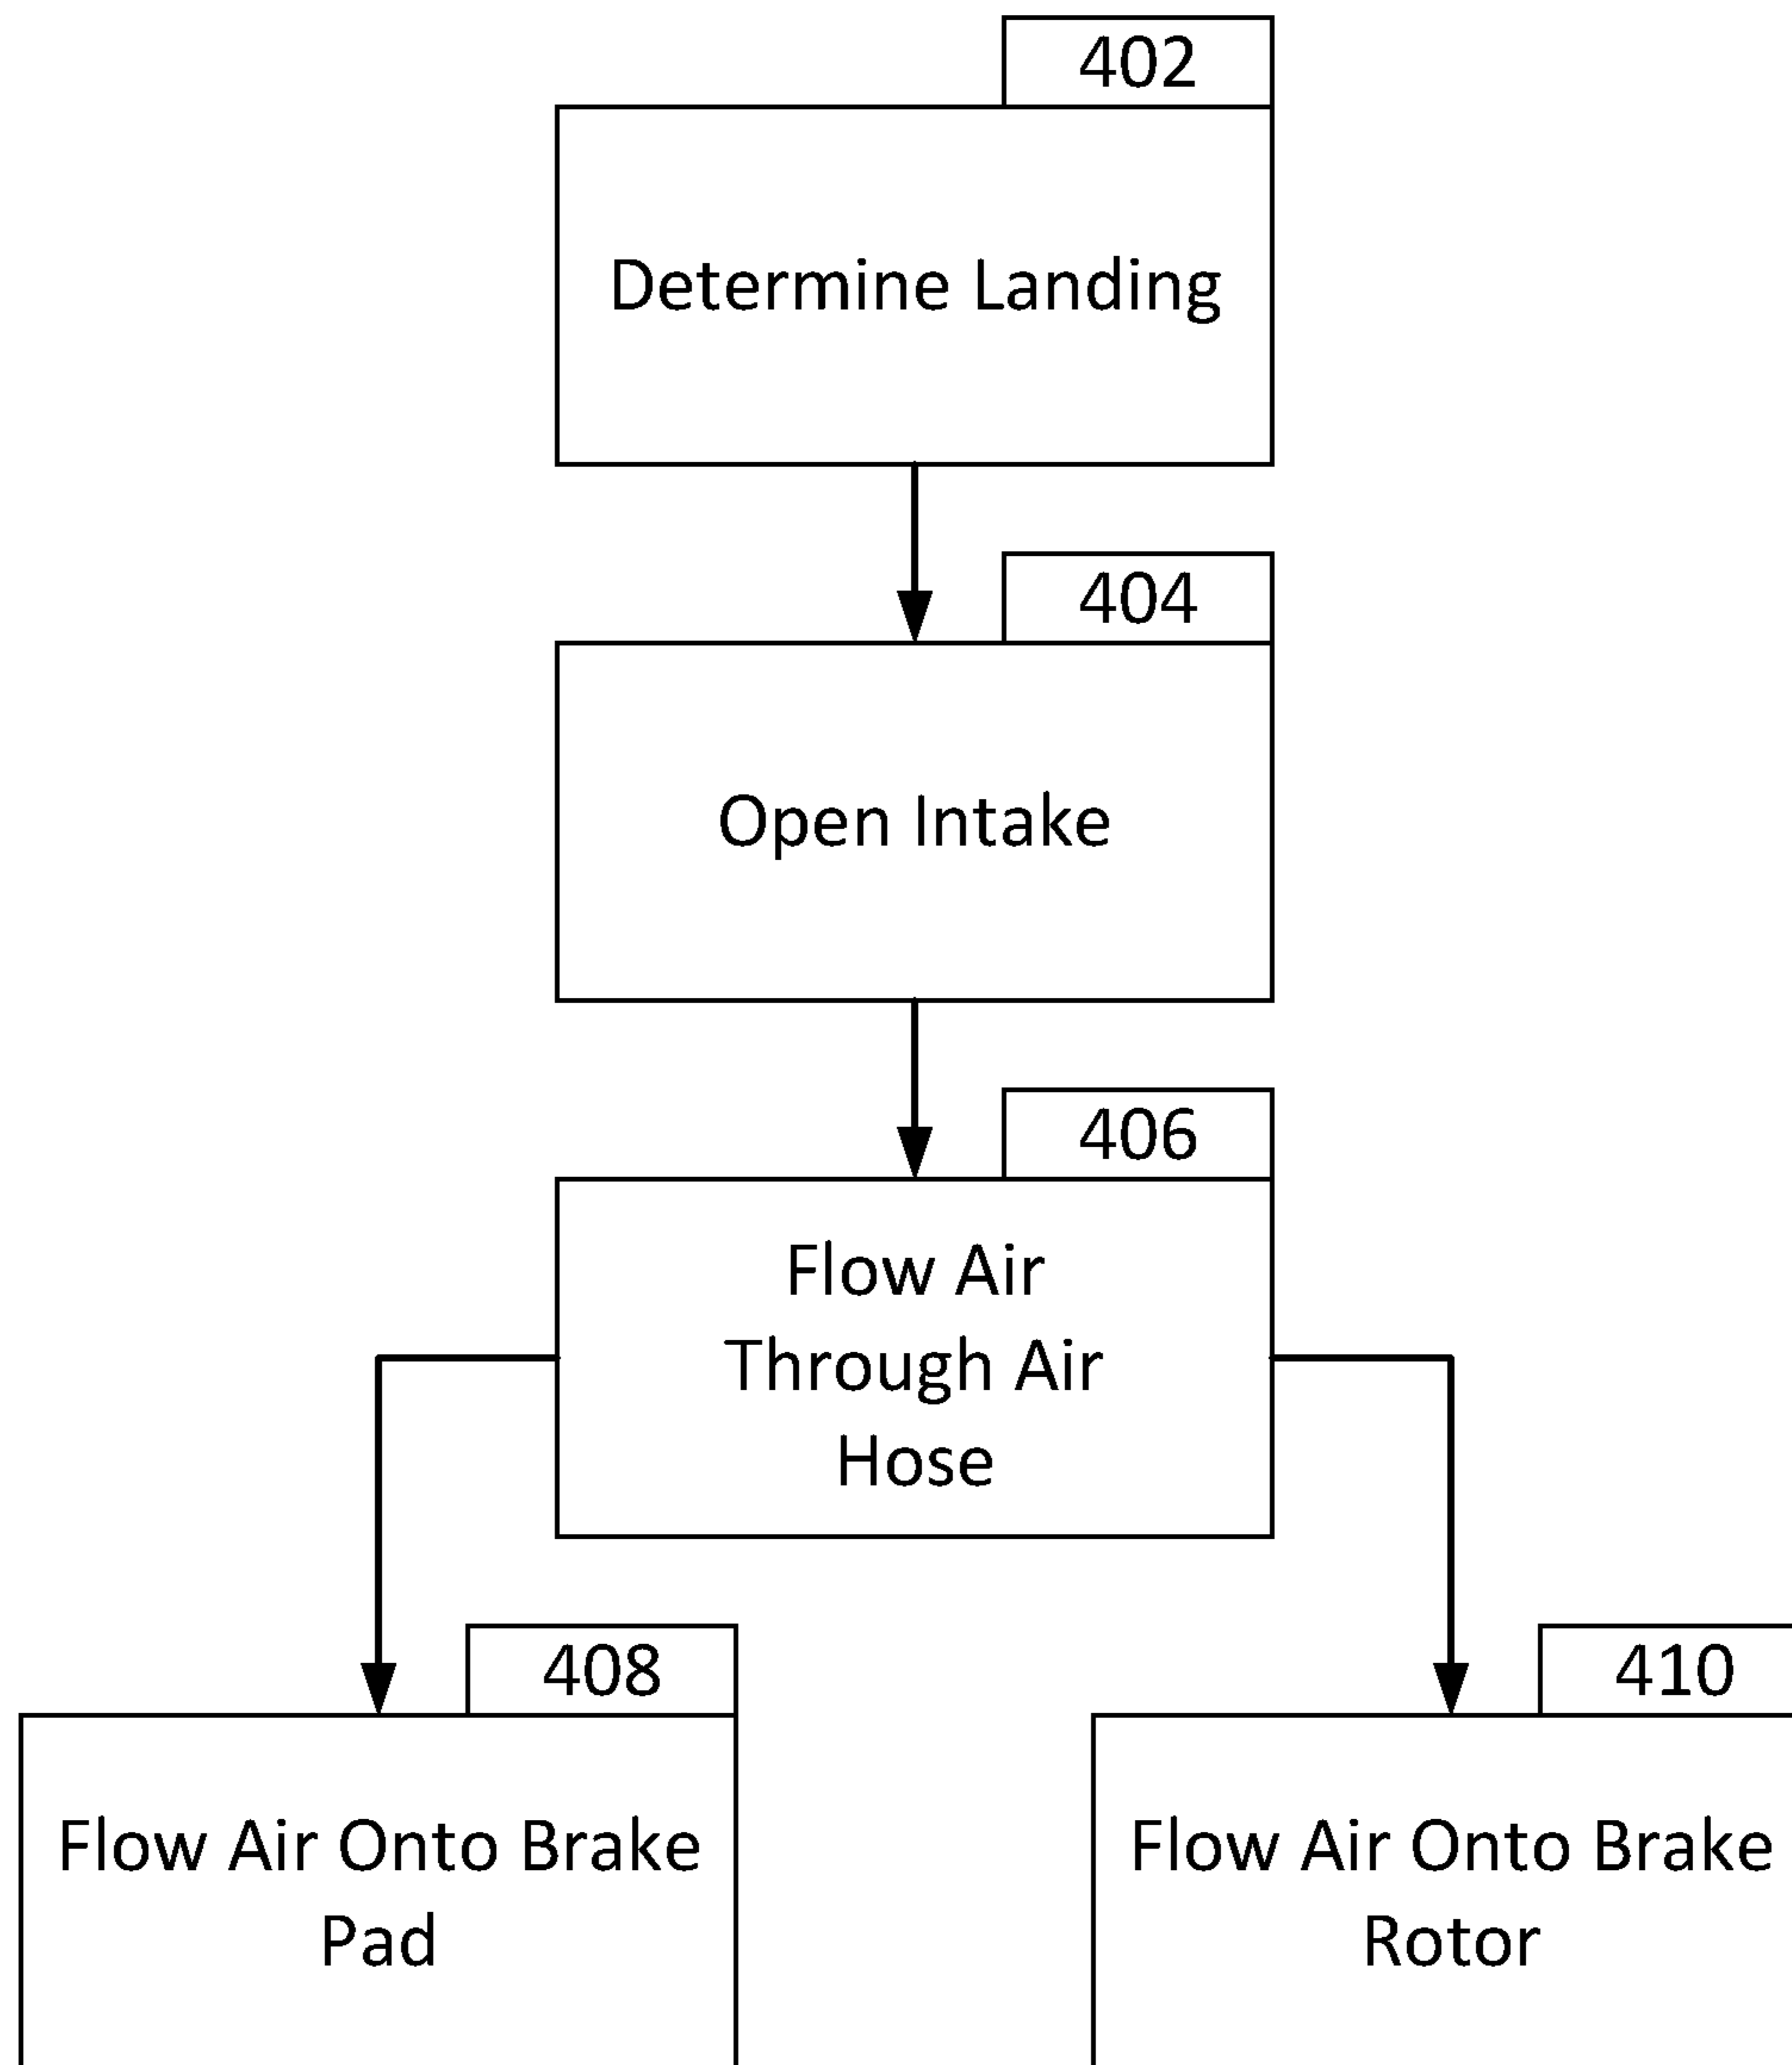 402
Determine Landing
404
Open Intake
406
Flow Air
Through Air
Hose
408
Flow Air Onto Brake
Pad
410
Flow Air Onto Brake
Rotor